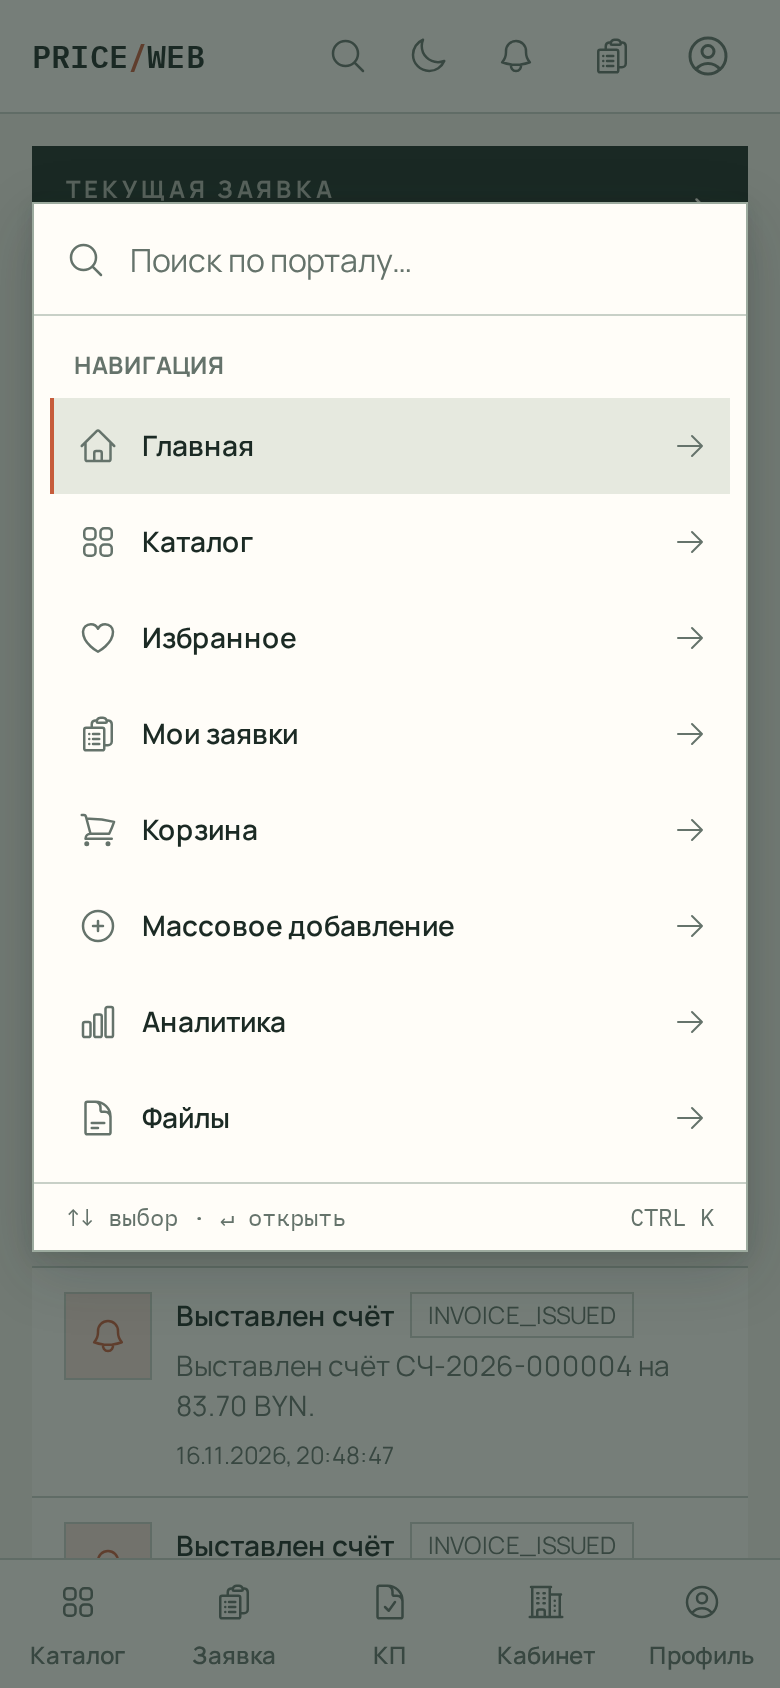 PRICE/WEB
ТЕКУЩАЯ ЗАЯВКА
Поиск по порталу...
НАВИГАЦИЯ
Главная
Каталог
Избранное
Мои заявки
Корзина
Массовое добавление
Аналитика
Файлы
↑↓ выбор · ↵ открыть
CTRL K
Выставлен счёт INVOICE_ISSUED
Выставлен счёт СЧ-2026-000004 на
83.70 BYN.
16.11.2026, 20:48:47
Выставлен счёт INVOICE_ISSUED
Каталог Заявка КП Кабинет Профиль